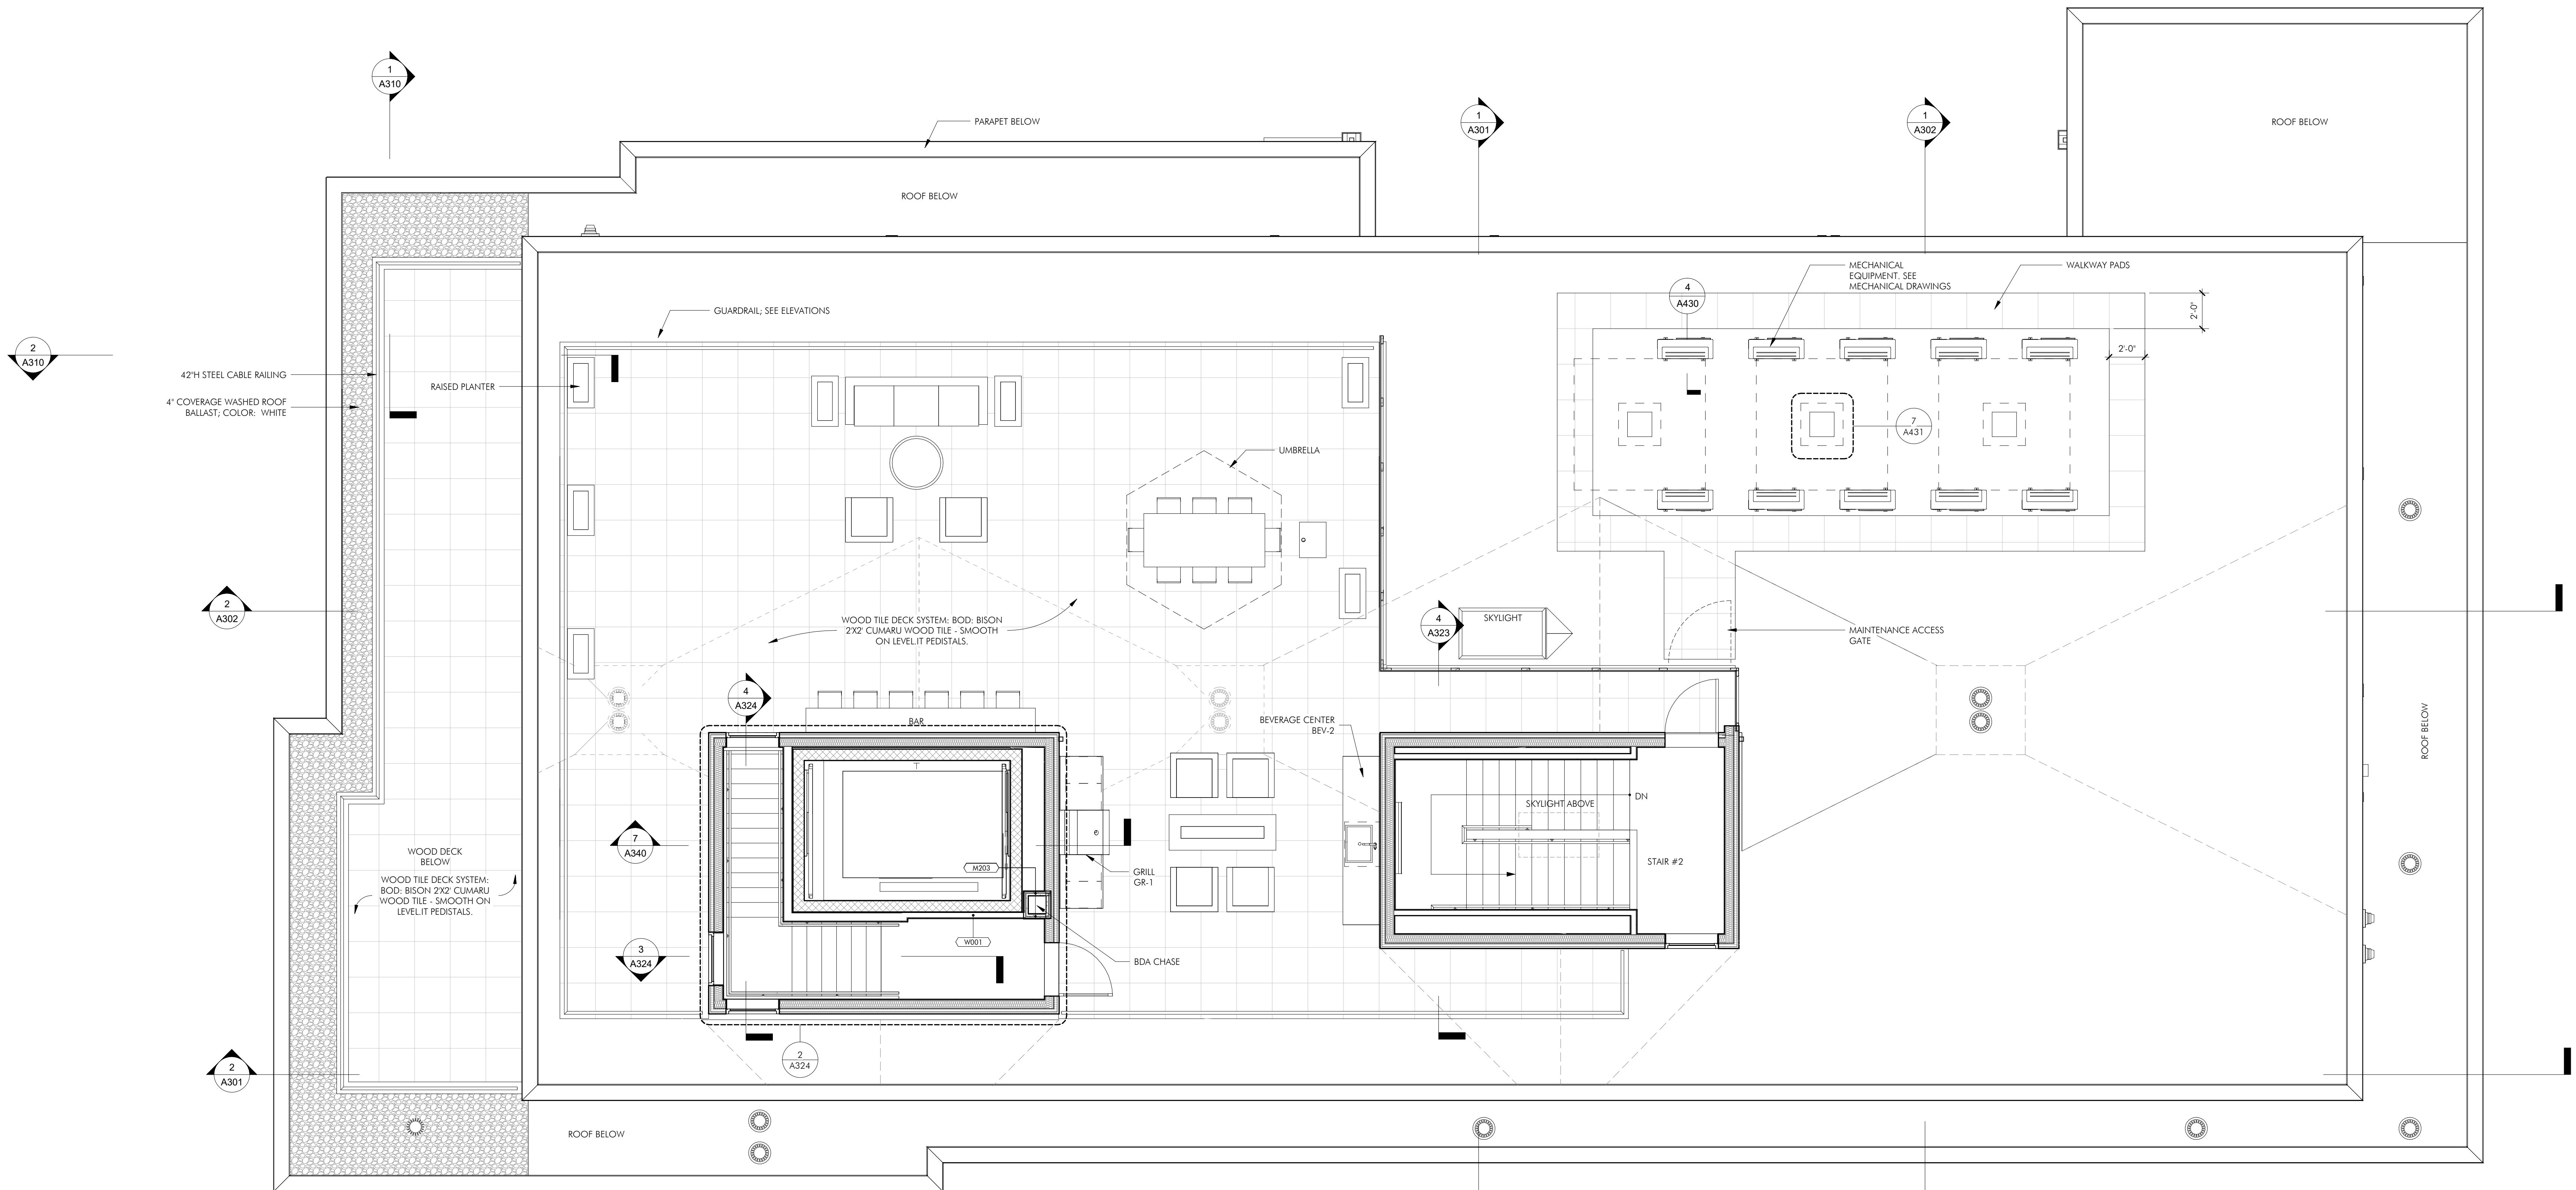 1
A310
PARAPET BELOW
1
A301
1
A302
ROOF BELOW
ROOF BELOW
MECHANICAL
EQUIPMENT. SEE
MECHANICAL DRAWINGS
WALKWAY PADS
4
A430
2'-0"
GUARDRAIL; SEE ELEVATIONS
2
A310
2'-0"
42"H STEEL CABLE RAILING
RAISED PLANTER
4" COVERAGE WASHED ROOF
BALLAST; COLOR: WHITE
7
A431
UMBRELLA
2
A302
WOOD TILE DECK SYSTEM: BOD: BISON
2'X2' CUMARU WOOD TILE - SMOOTH
ON LEVEL.IT PEDISTALS.
4
A323
SKYLIGHT
MAINTENANCE ACCESS
GATE
4
A324
BAR
BEVERAGE CENTER
BEV-2
ROOF BELOW
DN
SKYLIGHT ABOVE
7
A340
WOOD DECK
BELOW
STAIR #2
M203
GRILL
GR-1
WOOD TILE DECK SYSTEM:
BOD: BISON 2'X2' CUMARU
WOOD TILE - SMOOTH ON
LEVEL.IT PEDISTALS.
W001
3
A324
BDA CHASE
2
A324
2
A301
ROOF BELOW